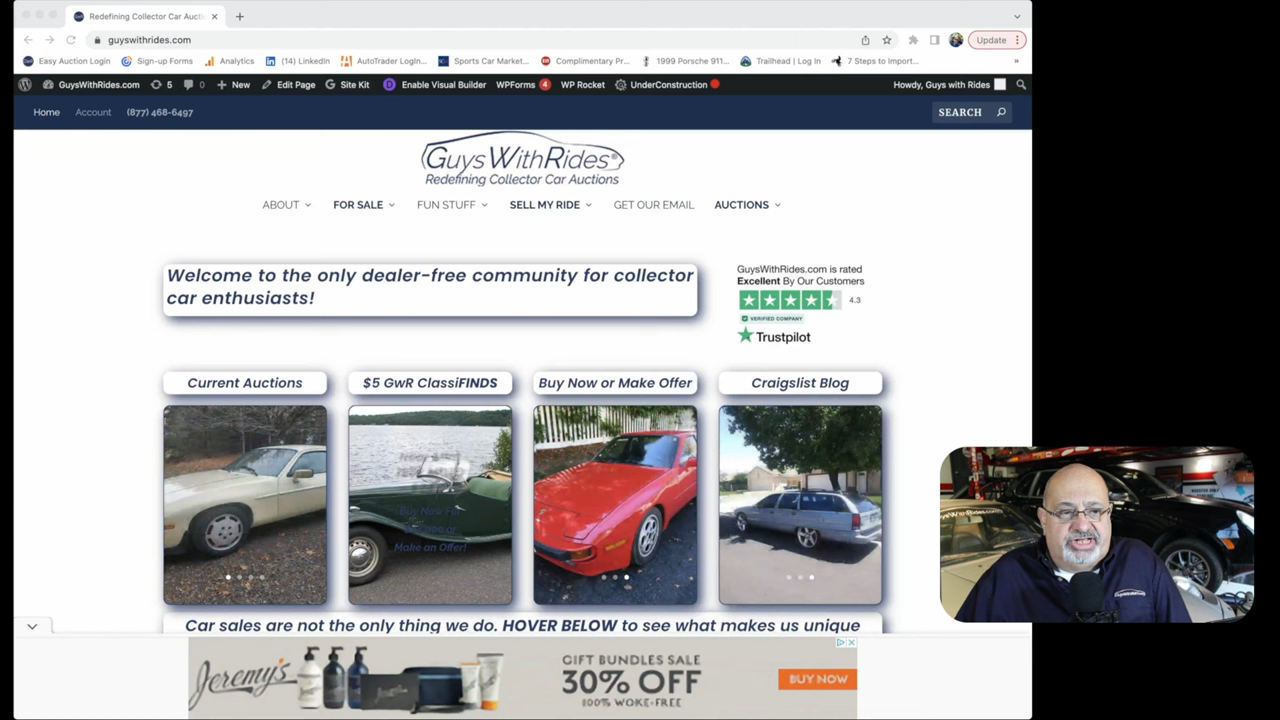 Redefining Collector Car Aucti
guyswithrides.com
Update
Easy Auction Login
Sign-up Forms
Analytics
(14) LinkedIn
AutoTrader LogIn...
Sports Car Market...
Complimentary Pr...
1999 Porsche 911...
Trailhead | Log In
7 Steps to Import...
»
GuysWithRides.com
5
0
New
Edit Page
Site Kit
Enable Visual Builder
WPForms 4
WP Rocket
UnderConstruction
Howdy, Guys with Rides
Home
Account
(877) 468-6497
SEARCH
GuysWithRides®
Redefining Collector Car Auctions
ABOUT
FOR SALE
FUN STUFF
SELL MY RIDE
GET OUR EMAIL
AUCTIONS
Welcome to the only dealer-free community for collector
car enthusiasts!
GuysWithRides.com is rated
Excellent By Our Customers
4.3
VERIFIED COMPANY
Trustpilot
Current Auctions
$5 GwR ClassiFINDS
Buy Now or Make Offer
Craigslist Blog
Buy Now For
Make an Offer!
Car sales are not the only thing we do. HOVER BELOW to see what makes us unique
Jeremy's
GIFT BUNDLES SALE
30% OFF
100% WOKE-FREE
BUY NOW
GuysWithRides